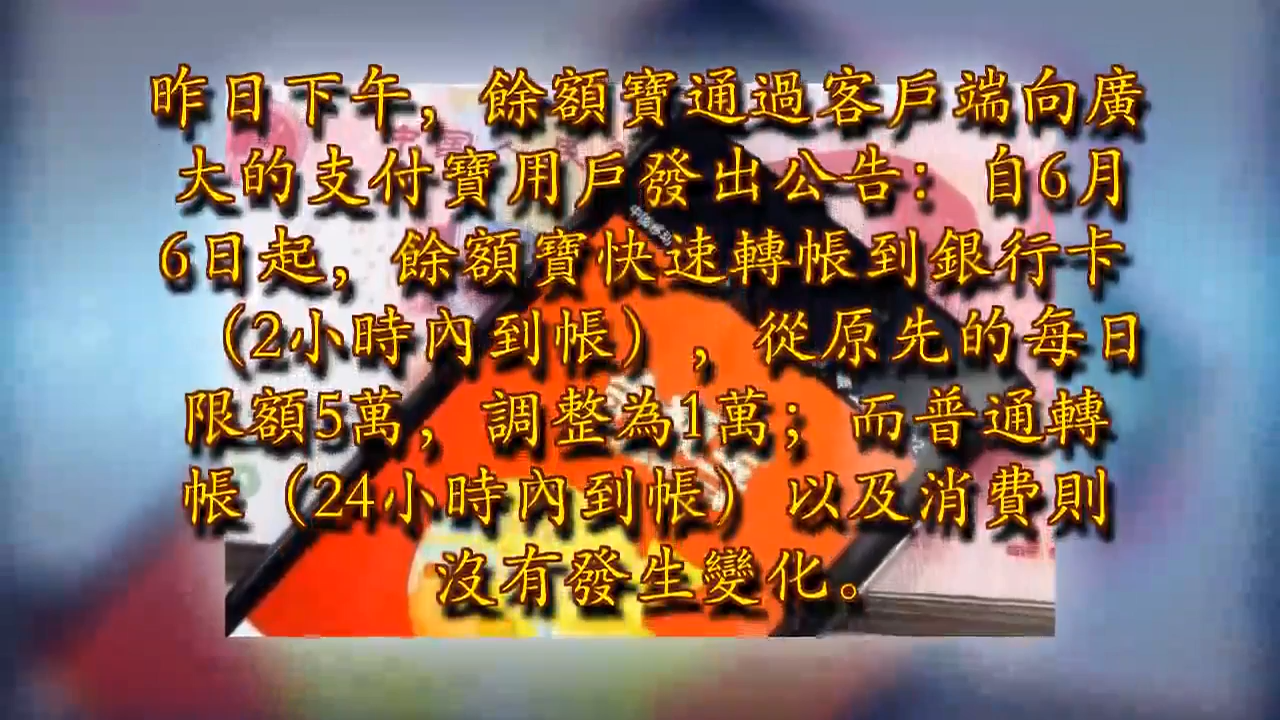 昨日下午，餘額寶通過客戶端向廣
大的支付寶用戶發出公告：自6月
6日起，餘額寶快速轉帳到銀行卡
（2小時內到帳），從原先的每日
限額5萬，調整為1萬；而普通轉
帳（24小時內到帳）以及消費則
沒有發生變化。
中国移动